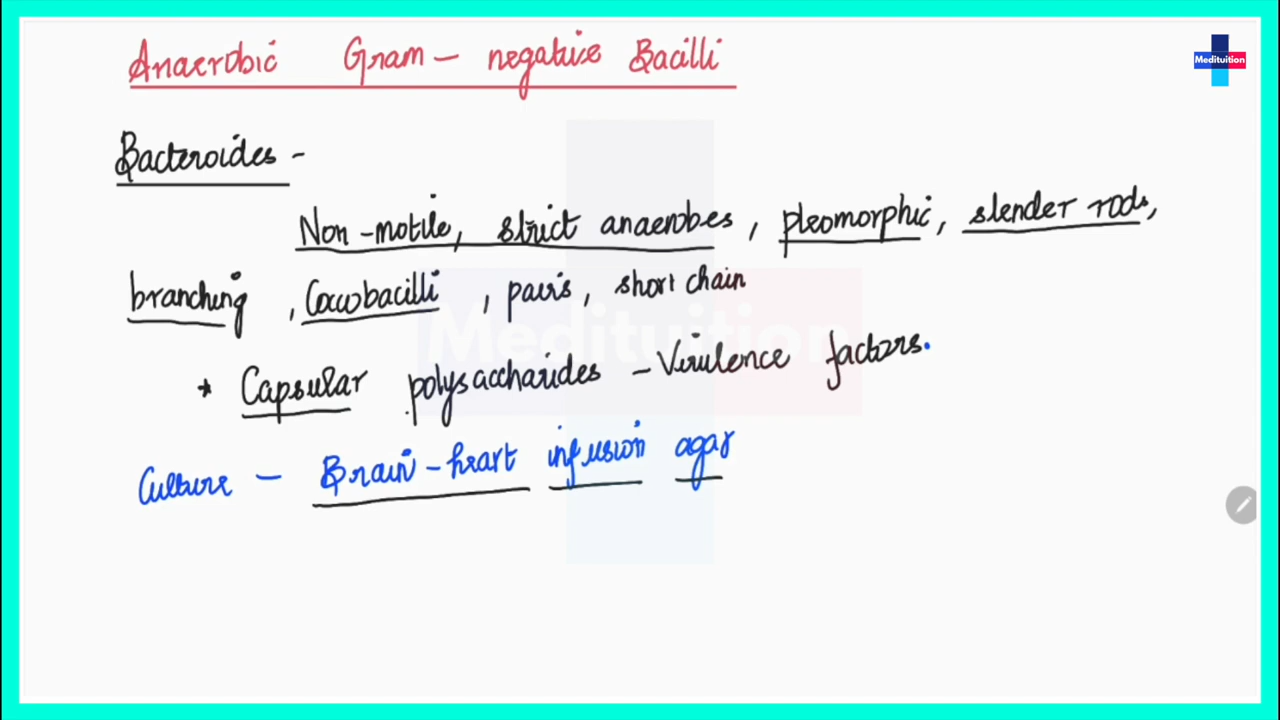 Anaerobic Gram - negative Bacilli
Meditution
Bacteroides -
Non-motile, strict anaerobes, pleomorphic, slender rods,
branching, Coccobacilli, pairs, short chain
Meditution
* Capsular polysaccharides - Virulence factors.
Culture - Brain-heart infusion agar